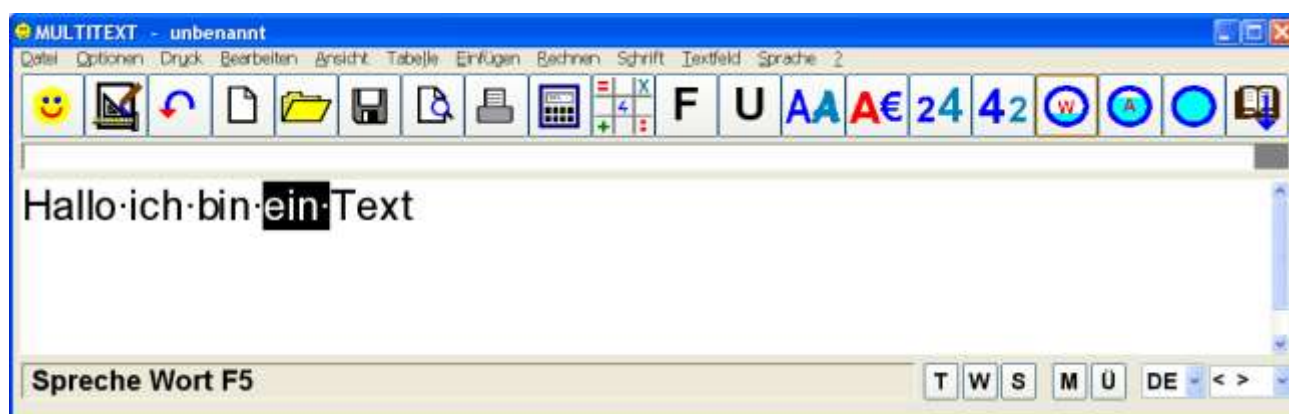 MULTITEXT - unbenannt
Datei Optionen Druck Bearbeiten Ansicht Tabelle Einfügen Rechnen Schrift Textfeld Sprache ?
= X 4 + : F U AA A€ 24 42 W A
Hallo·ich·bin·ein·Text
Spreche Wort F5 T W S M Ü DE < >